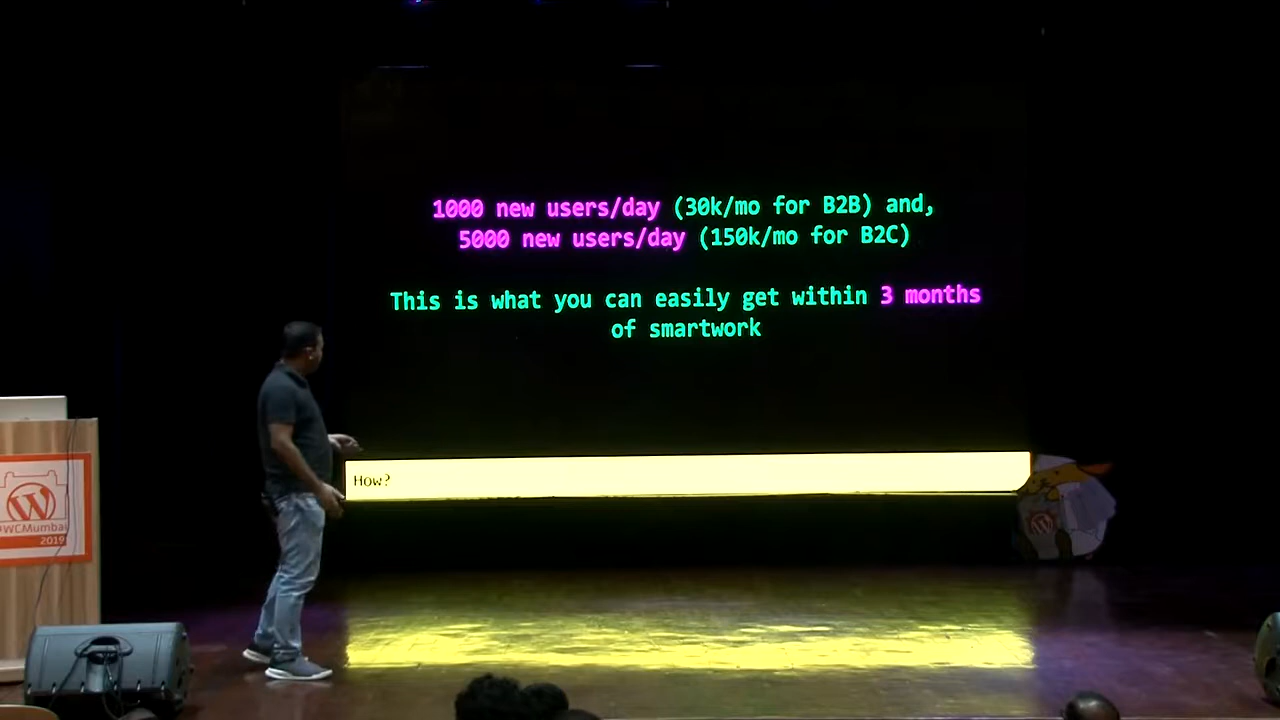 1000 new users/day (30k/mo for B2B) and,
5000 new users/day (150k/mo for B2C)
This is what you can easily get within 3 months
of smartwork
How?
#WCMumbai
2019